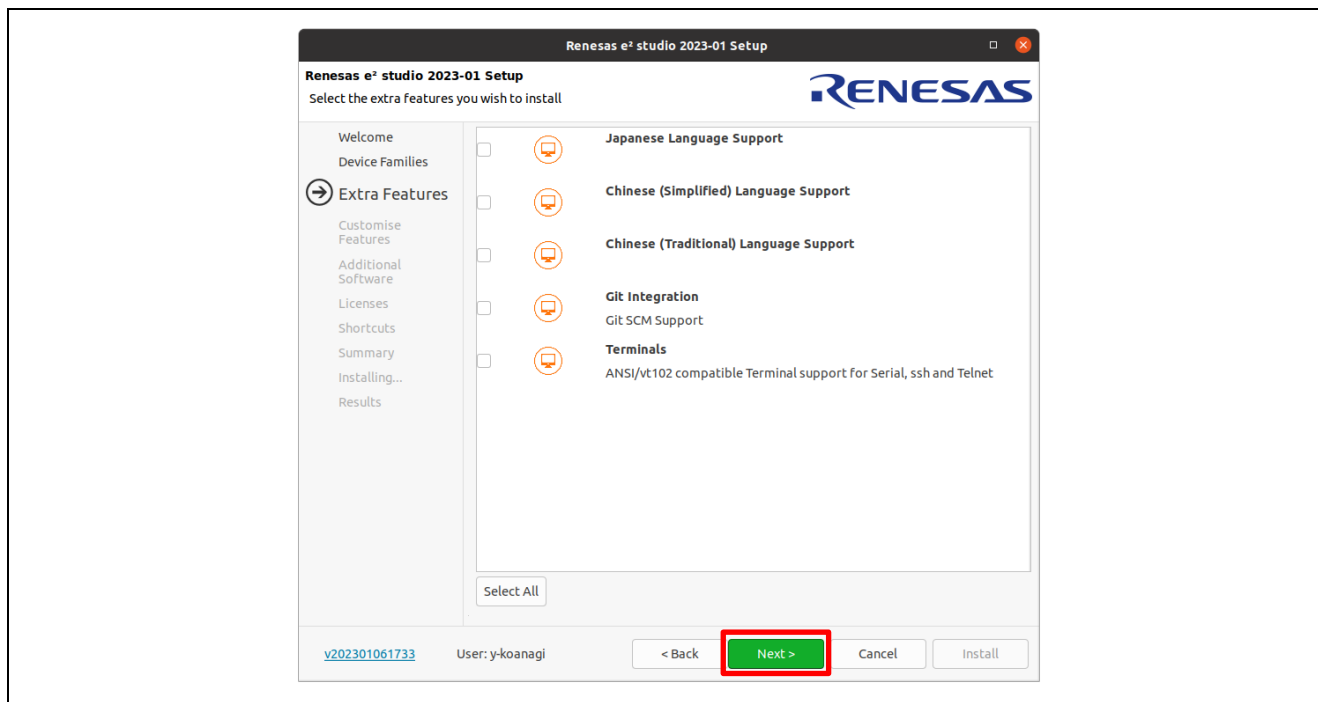 Renesas e² studio 2023-01 Setup
Renesas e² studio 2023-01 Setup
Select the extra features you wish to install
RENESAS
Welcome
Device Families
Extra Features
Customise
Features
Additional
Software
Licenses
Shortcuts
Summary
Installing...
Results
Japanese Language Support
Chinese (Simplified) Language Support
Chinese (Traditional) Language Support
Git Integration
Git SCM Support
Terminals
ANSI/vt102 compatible Terminal support for Serial, ssh and Telnet
Select All
v202301061733
User: y-koanagi
< Back
Next >
Cancel
Install